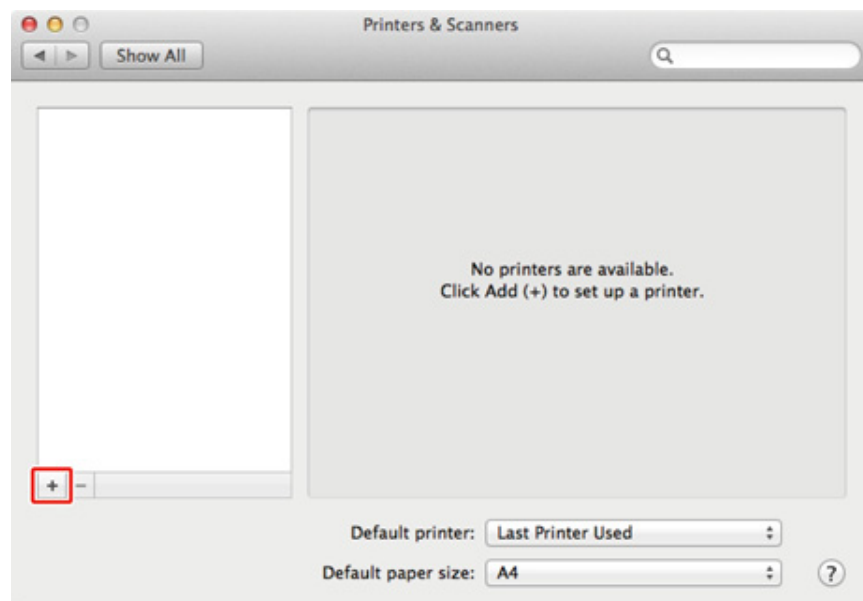 Printers & Scanners
Show All
No printers are available.
Click Add (+) to set up a printer.
+ −
Default printer: Last Printer Used
Default paper size: A4 ?